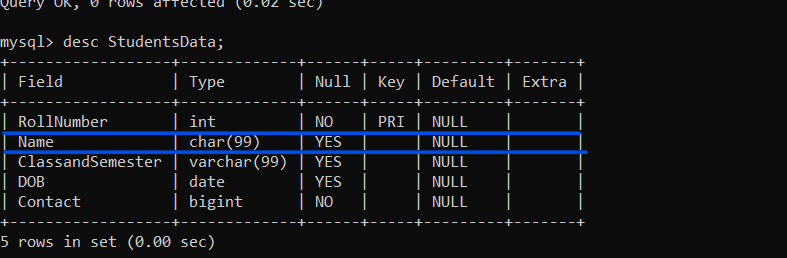 Query OK, 0 rows affected (0.02 sec)
mysql> desc StudentsData;
+------------------+-------------+------+-----+---------+-------+
| Field            | Type        | Null | Key | Default | Extra |
+------------------+-------------+------+-----+---------+-------+
| RollNumber       | int         | NO   | PRI | NULL    |       |
| Name             | char(99)    | YES  |     | NULL    |       |
| ClassandSemester | varchar(99) | YES  |     | NULL    |       |
| DOB              | date        | YES  |     | NULL    |       |
| Contact          | bigint      | NO   |     | NULL    |       |
+------------------+-------------+------+-----+---------+-------+
5 rows in set (0.00 sec)